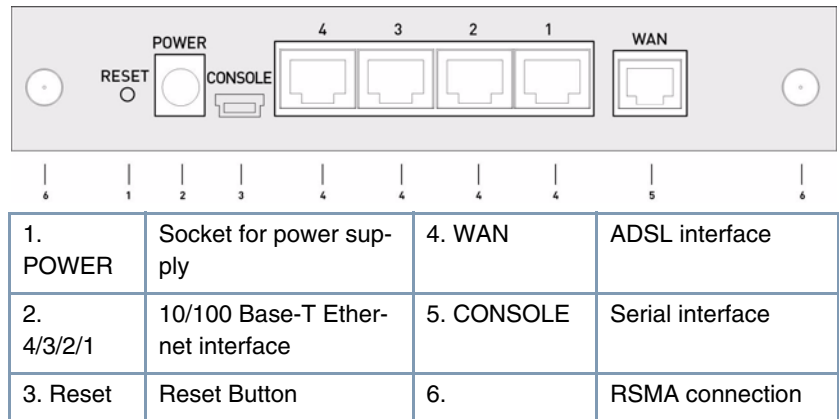 4 3 2 1
POWER WAN
RESET CONSOLE
6 1 2 3 4 4 4 4 5 6
1. POWER
Socket for power sup-
ply
4. WAN
ADSL interface
2. 4/3/2/1
10/100 Base-T Ether-
net interface
5. CONSOLE
Serial interface
3. Reset
Reset Button
6.
RSMA connection